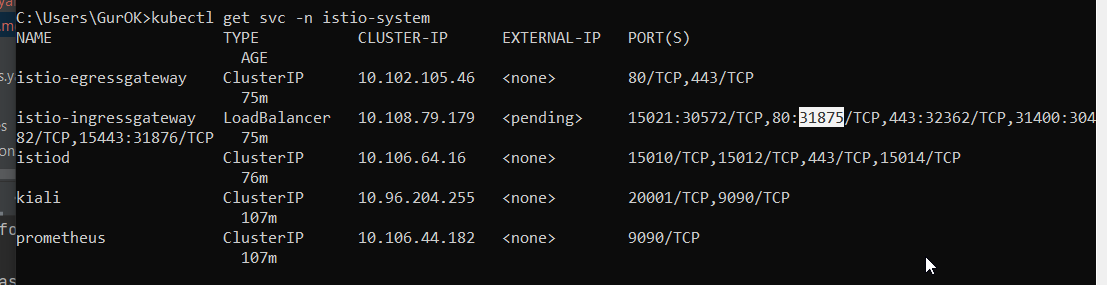 C:\Users\GurOK>kubectl get svc -n istio-system
NAME TYPE CLUSTER-IP EXTERNAL-IP PORT(S)
AGE
istio-egressgateway ClusterIP 10.102.105.46 <none> 80/TCP,443/TCP
75m
istio-ingressgateway LoadBalancer 10.108.79.179 <pending> 15021:30572/TCP,80:31875/TCP,443:32362/TCP,31400:304
82/TCP,15443:31876/TCP 75m
istiod ClusterIP 10.106.64.16 <none> 15010/TCP,15012/TCP,443/TCP,15014/TCP
76m
kiali ClusterIP 10.96.204.255 <none> 20001/TCP,9090/TCP
107m
prometheus ClusterIP 10.106.44.182 <none> 9090/TCP
107m